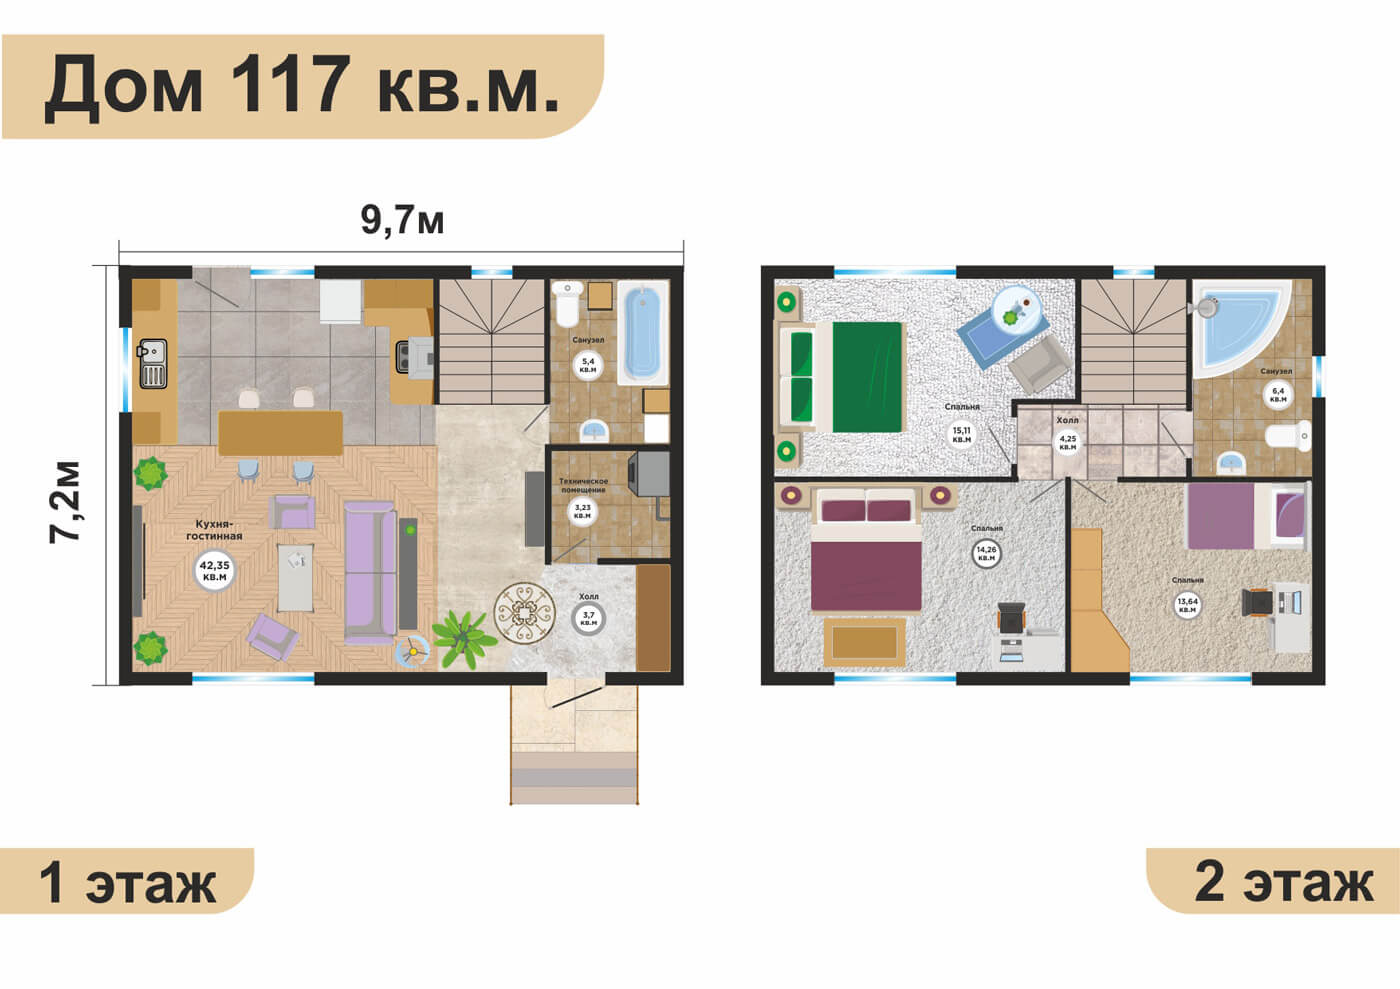 Дом 117 кв.м.
9,7м
7,2м
Санузел
5,4
кв.м
Техническое
помещение
3,23
кв.м
Кухня-
гостинная
42,35
кв.м
Холл
3,7
кв.м
Спальня
15,11
кв.м
Холл
4,25
кв.м
Санузел
6,4
кв.м
Спальня
14,26
кв.м
Спальня
13,64
кв.м
1 этаж
2 этаж